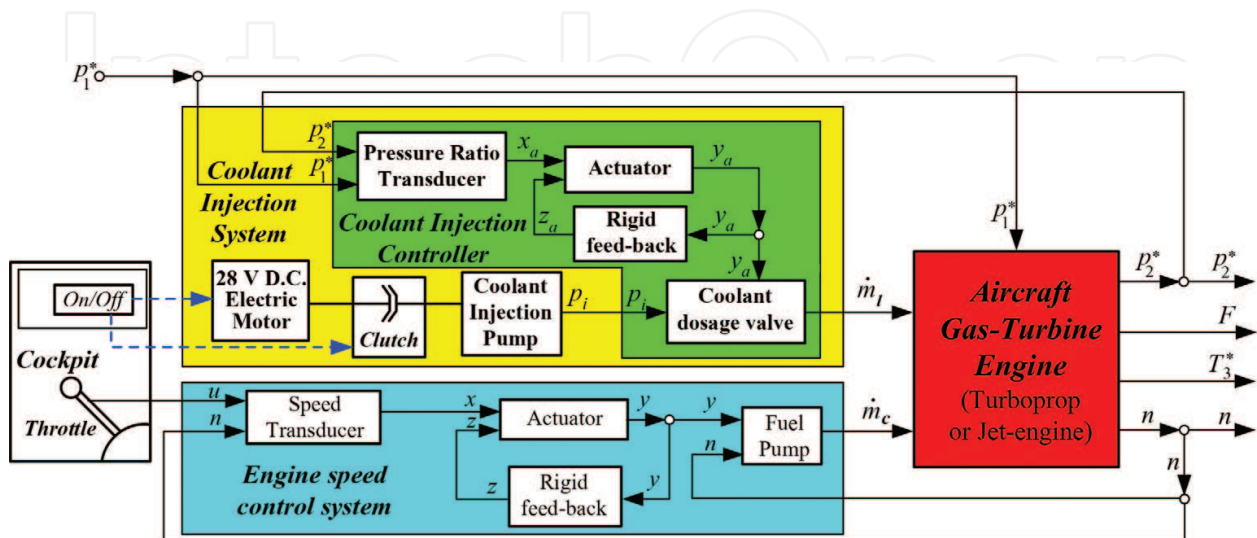 IntechOpen
p₁*
p₂*
p₁*
Coolant
Injection
System
Pressure Ratio
Transducer
xₐ
Actuator
yₐ
zₐ
Rigid
feed-back
yₐ
yₐ
Coolant Injection
Controller
28 V D.C.
Electric
Motor
Clutch
Coolant
Injection
Pump
pᵢ
pᵢ
Coolant
dosage valve
ṁₗ
On/Off
Cockpit
Throttle
u
n
Speed
Transducer
x
z
Actuator
y
y
n
Fuel
Pump
ṁ_c
z
Rigid
feed-back
y
Engine speed
control system
p₁*
Aircraft
Gas-Turbine
Engine
(Turboprop
or Jet-engine)
p₂*
p₂*
F
T₃*
n
n
n